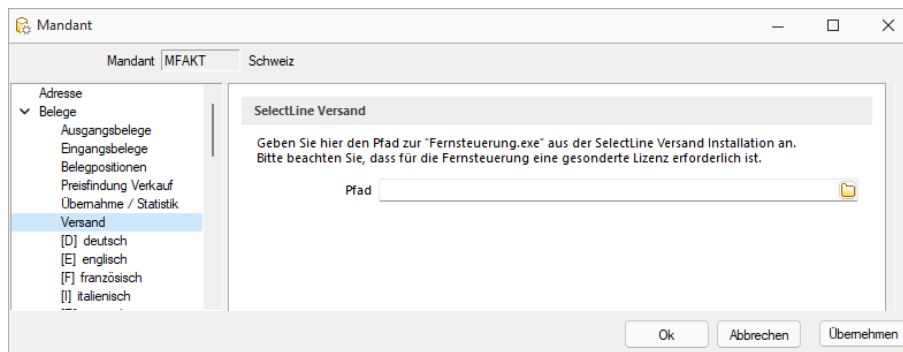 Mandant
Mandant MFAKT Schweiz
Adresse
Belege
Ausgangsbelege
Eingangsbelege
Belegpositionen
Preisfindung Verkauf
Übernahme / Statistik
Versand
[D] deutsch
[E] englisch
[F] französisch
[I] italienisch
SelectLine Versand
Geben Sie hier den Pfad zur "Fernsteuerung.exe" aus der SelectLine Versand Installation an.
Bitte beachten Sie, dass für die Fernsteuerung eine gesonderte Lizenz erforderlich ist.
Pfad
Ok Abbrechen Übernehmen